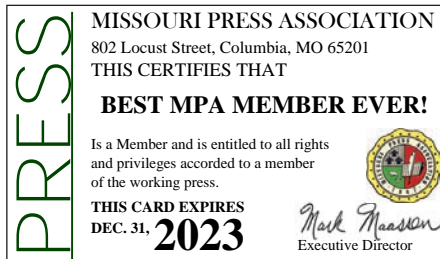 PRESS
MISSOURI PRESS ASSOCIATION
802 Locust Street, Columbia, MO 65201
THIS CERTIFIES THAT
BEST MPA MEMBER EVER!
Is a Member and is entitled to all rights
and privileges accorded to a member
of the working press.
THIS CARD EXPIRES
DEC. 31, 2023
Mark Maassen
Executive Director